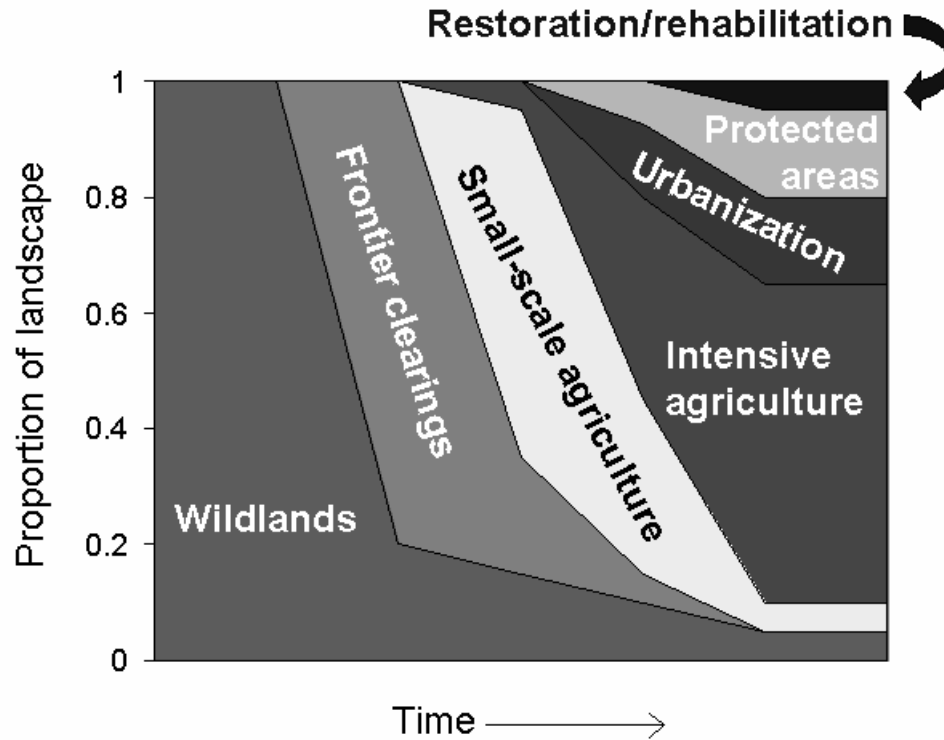 Restoration/rehabilitation
1
0.8
0.6
0.4
0.2
0
Proportion of landscape
Wildlands
Frontier clearings
Small-scale agriculture
Intensive
agriculture
Urbanization
Protected
areas
Time